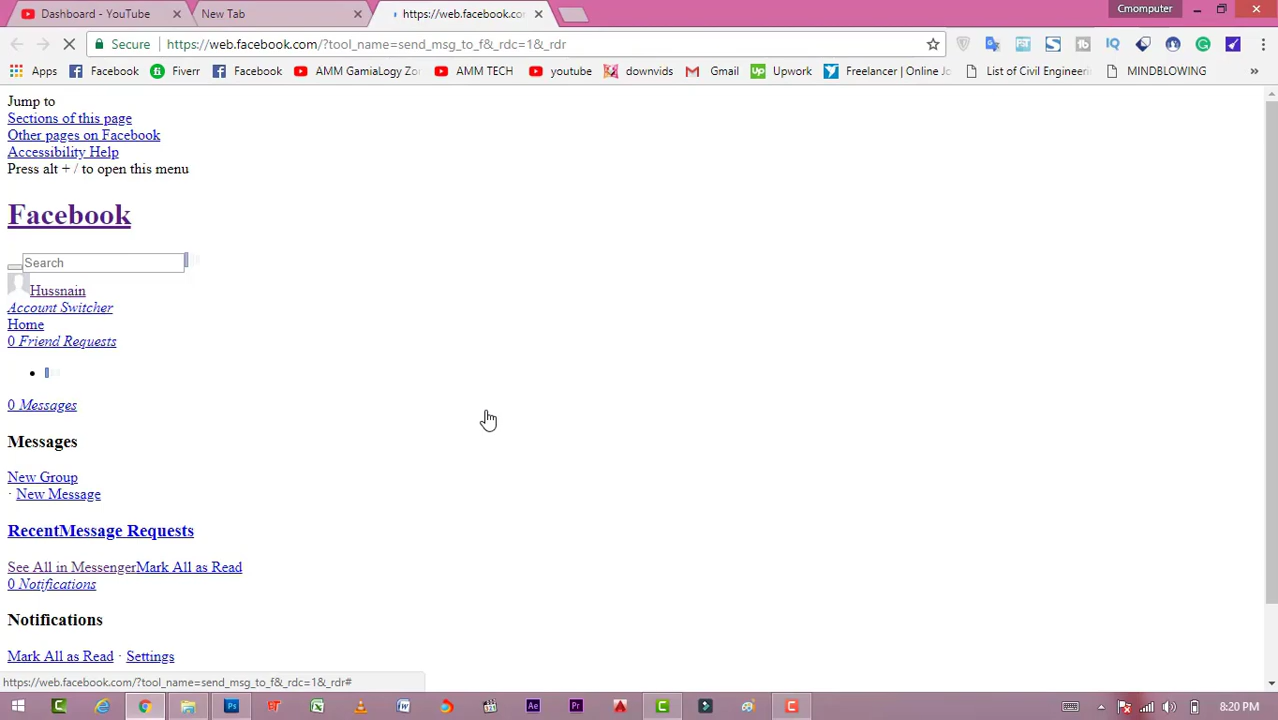 Dashboard - YouTube
New Tab
https://web.facebook.co
Cmomputer
Secure
https://web.facebook.com/?tool_name=send_msg_to_f&_rdc=1&_rdr
Apps
Facebook
Fiverr
Facebook
AMM GamiaLogy Zor
AMM TECH
youtube
downvids
Gmail
Upwork
Freelancer | Online Jo
List of Civil Engineeri
MINDBLOWING
»
Jump to
Sections of this page
Other pages on Facebook
Accessibility Help
Press alt + / to open this menu
Facebook
Search
Hussnain
Account Switcher
Home
0 Friend Requests
0 Messages
Messages
New Group
· New Message
RecentMessage Requests
See All in MessengerMark All as Read
0 Notifications
Notifications
Mark All as Read · Settings
https://web.facebook.com/?tool_name=send_msg_to_f&_rdc=1&_rdr#
8:20 PM